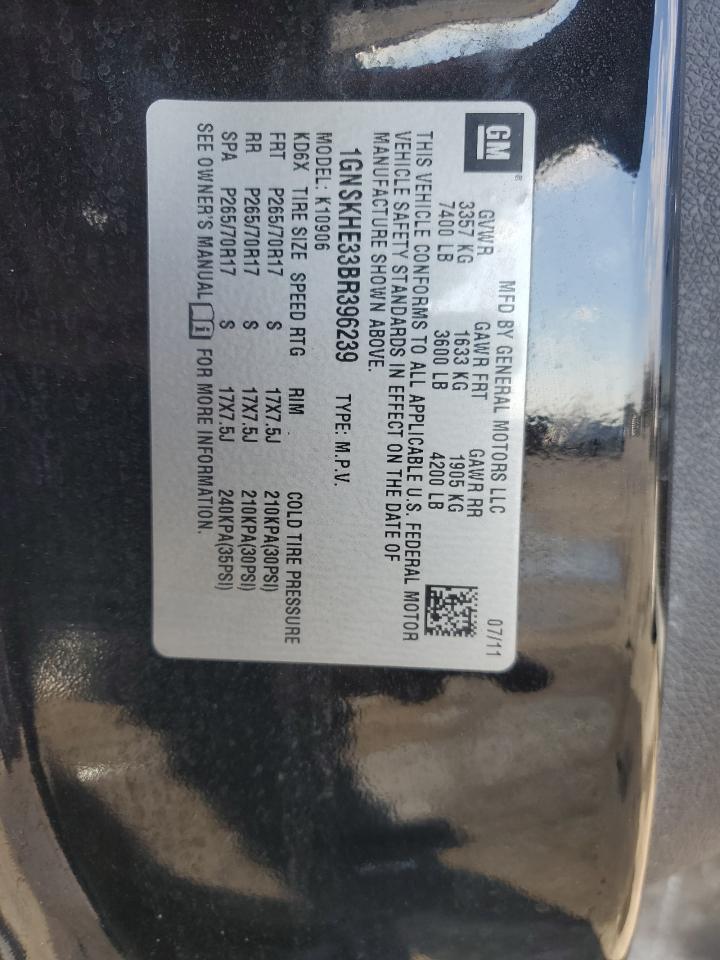 GM
®
MFD BY GENERAL MOTORS LLC 07/11
GVWR GAWR FRT GAWR RR
3357 KG 1633 KG 1905 KG
7400 LB 3600 LB 4200 LB
THIS VEHICLE CONFORMS TO ALL APPLICABLE U.S. FEDERAL MOTOR
VEHICLE SAFETY STANDARDS IN EFFECT ON THE DATE OF
MANUFACTURE SHOWN ABOVE.
1GNSKHE33BR396239 TYPE: M.P.V.
MODEL: K10906
KD6X TIRE SIZE SPEED RTG RIM COLD TIRE PRESSURE
FRT P265/70R17 S 17X7.5J 210KPA(30PSI)
RR P265/70R17 S 17X7.5J 210KPA(30PSI)
SPA P265/70R17 S 17X7.5J 240KPA(35PSI)
SEE OWNER'S MANUAL i FOR MORE INFORMATION.